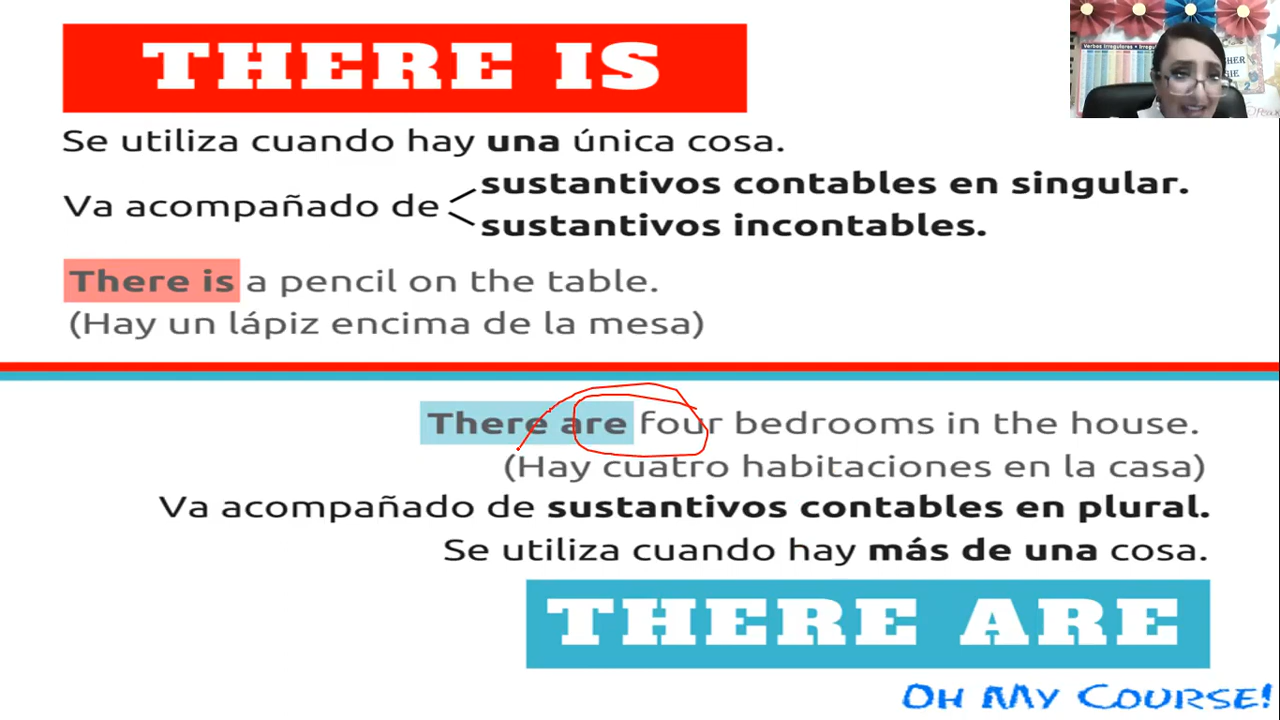 THERE IS
Se utiliza cuando hay una única cosa.
Va acompañado de
sustantivos contables en singular.
sustantivos incontables.
There is a pencil on the table.
(Hay un lápiz encima de la mesa)
There are four bedrooms in the house.
(Hay cuatro habitaciones en la casa)
Va acompañado de sustantivos contables en plural.
Se utiliza cuando hay más de una cosa.
THERE ARE
OH MY COURSE!
Verbos Irregulares